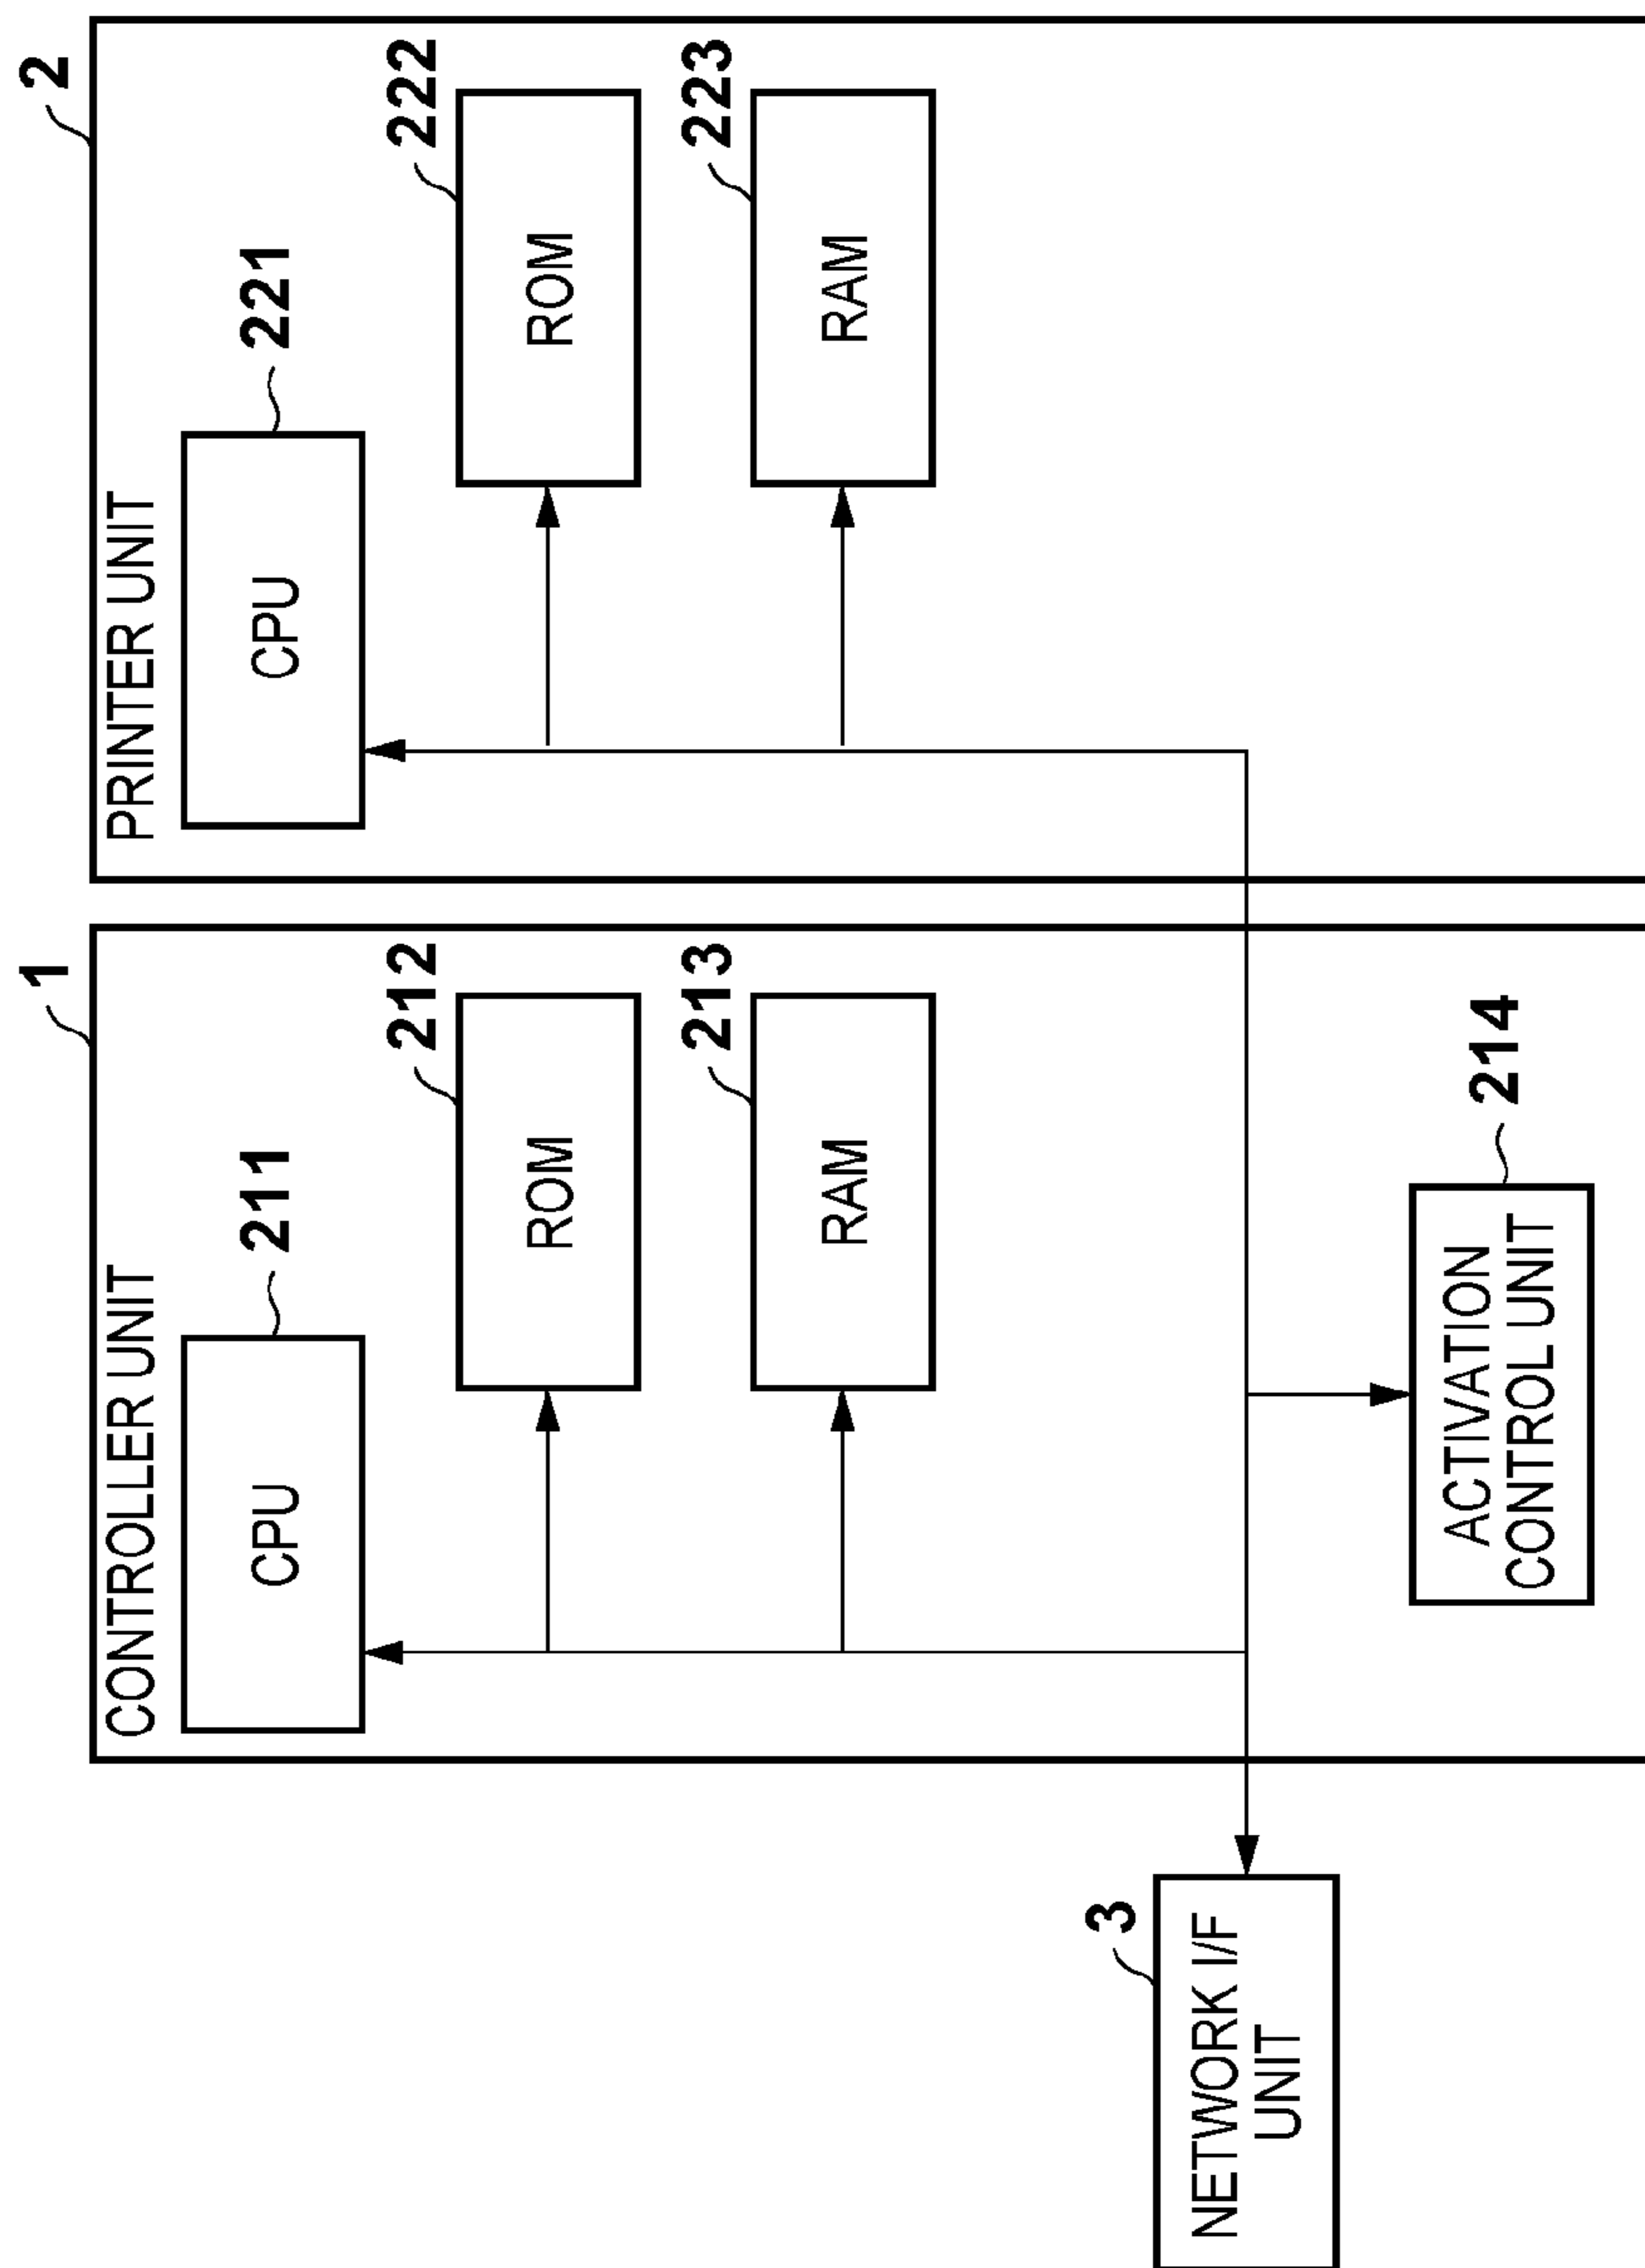 1
CONTROLLER UNIT
CPU
211
ROM
212
RAM
213
ACTIVATION
CONTROL UNIT
214
2
PRINTER UNIT
CPU
221
ROM
222
RAM
223
3
NETWORK I/F
UNIT